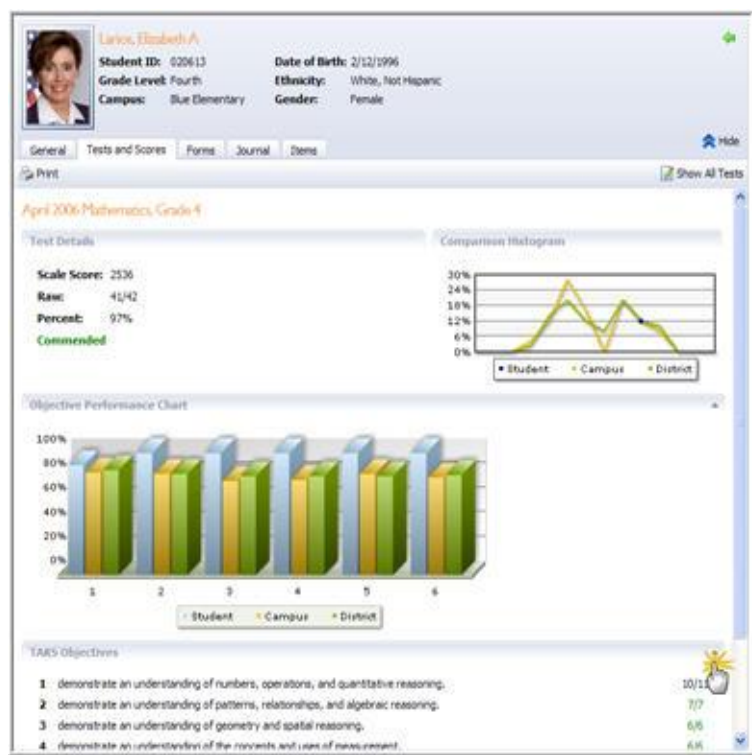 Larios, Elizabeth A
Student ID: 020613 Date of Birth: 2/12/1996
Grade Level: Fourth Ethnicity: White, Not Hispanic
Campus: Blue Elementary Gender: Female
General Tests and Scores Forms Journal Items Hide
Print Show All Tests
April 2006 Mathematics, Grade 4
Test Details Comparison Histogram
Scale Score: 2536
Raw: 41/42
Percent: 97%
Commended
30%
24%
18%
12%
6%
0%
Student Campus District
Objective Performance Chart
100%
80%
60%
40%
20%
0%
1 2 3 4 5 6
Student Campus District
TAKS Objectives
1 demonstrate an understanding of numbers, operations, and quantitative reasoning. 10/11
2 demonstrate an understanding of patterns, relationships, and algebraic reasoning. 7/7
3 demonstrate an understanding of geometry and spatial reasoning. 6/6
4 demonstrate an understanding of the concepts and uses of measurement. 6/6